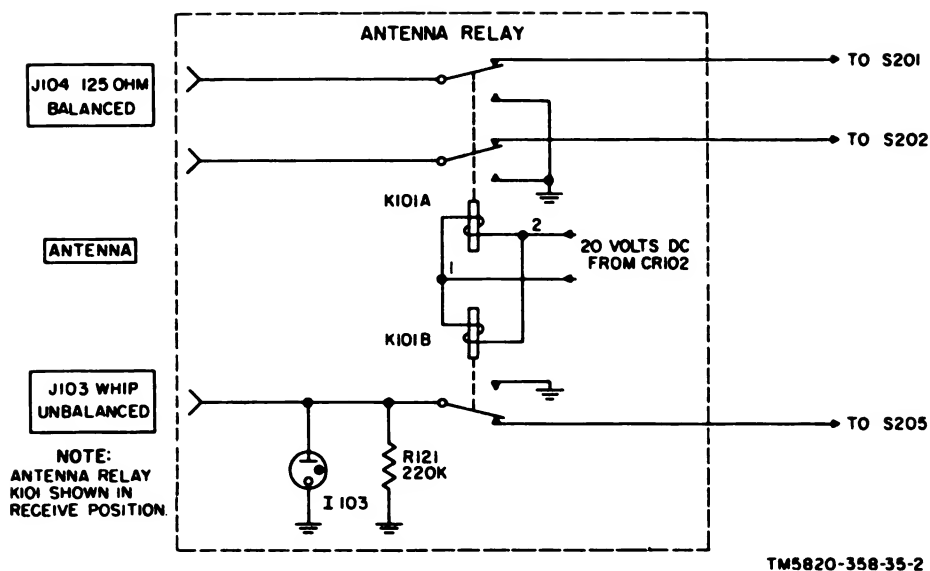 ANTENNA RELAY
J104 125 OHM
BALANCED
TO S201
TO S202
K101A
2
ANTENNA
20 VOLTS DC
FROM CR102
1
K101B
J103 WHIP
UNBALANCED
TO S205
NOTE:
ANTENNA RELAY
K101 SHOWN IN
RECEIVE POSITION.
R121
220K
I 103
TM5820-358-35-2